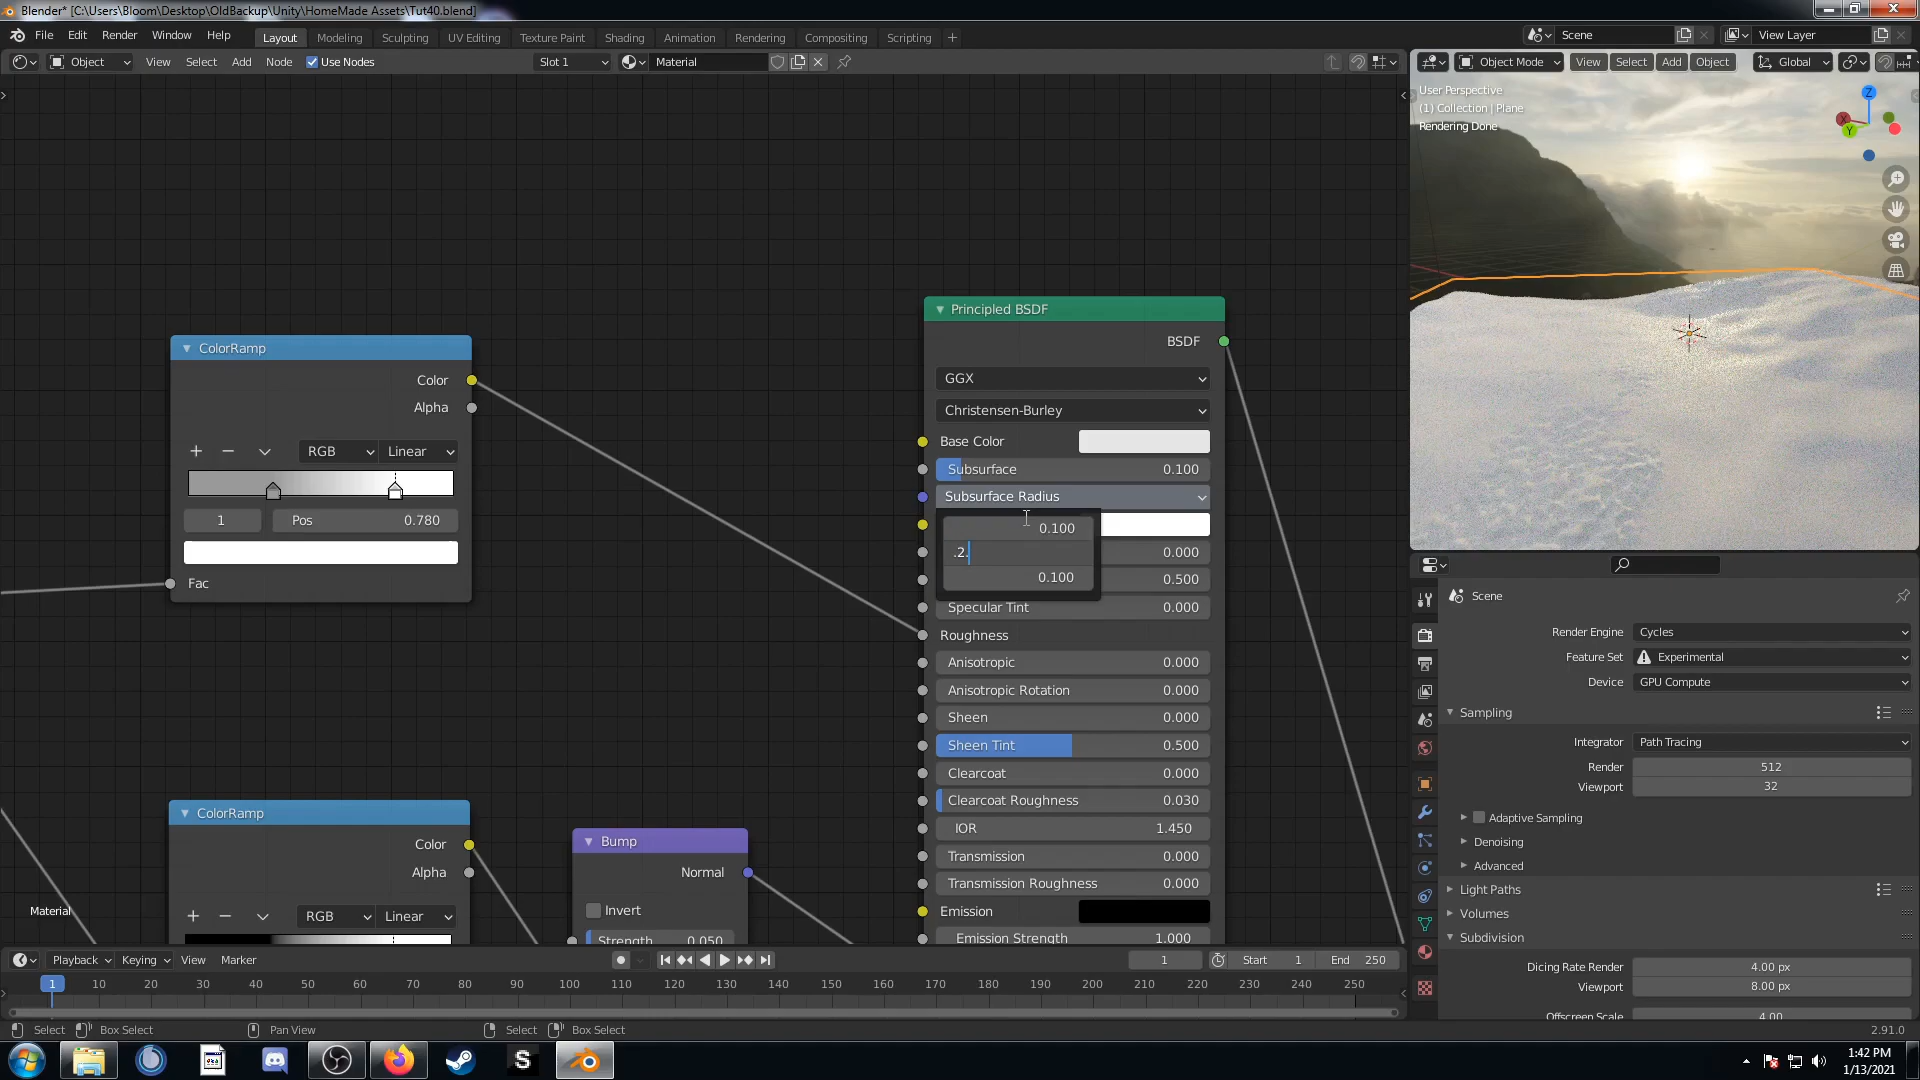 Blender* [C:\Users\Bloom\Desktop\OldBackup\Unity\HomeMade Assets\Tut40.blend]
File Edit Render Window Help Layout Modeling Sculpting UV Editing Texture Paint Shading Animation Rendering Compositing Scripting + Scene View Layer
Object View Select Add Node Use Nodes Slot 1 Material Object Mode View Select Add Object Global
User Perspective
(1) Collection | Plane
Rendering Done
Z
X
Y
Principled BSDF
BSDF
GGX
Christensen-Burley
Base Color
Subsurface 0.100
Subsurface Radius
0.100
.2.
0.100
0.000
0.500
Specular Tint 0.000
Roughness
Anisotropic 0.000
Anisotropic Rotation 0.000
Sheen 0.000
Sheen Tint 0.500
Clearcoat 0.000
Clearcoat Roughness 0.030
IOR 1.450
Transmission 0.000
Transmission Roughness 0.000
Emission
Emission Strength 1.000
ColorRamp
Color
Alpha
RGB Linear
1 Pos 0.780
Fac
ColorRamp
Color
Alpha
RGB Linear
Bump
Normal
Invert
Strength 0.050
Material
Scene
Render Engine Cycles
Feature Set Experimental
Device GPU Compute
Sampling
Integrator Path Tracing
Render 512
Viewport 32
Adaptive Sampling
Denoising
Advanced
Light Paths
Volumes
Subdivision
Dicing Rate Render 4.00 px
Viewport 8.00 px
Offscreen Scale 4.00
Playback Keying View Marker 1 Start 1 End 250
1 10 20 30 40 50 60 70 80 90 100 110 120 130 140 150 160 170 180 190 200 210 220 230 240 250
Select Box Select Pan View Select Box Select 2.91.0
S
1:42 PM
1/13/2021